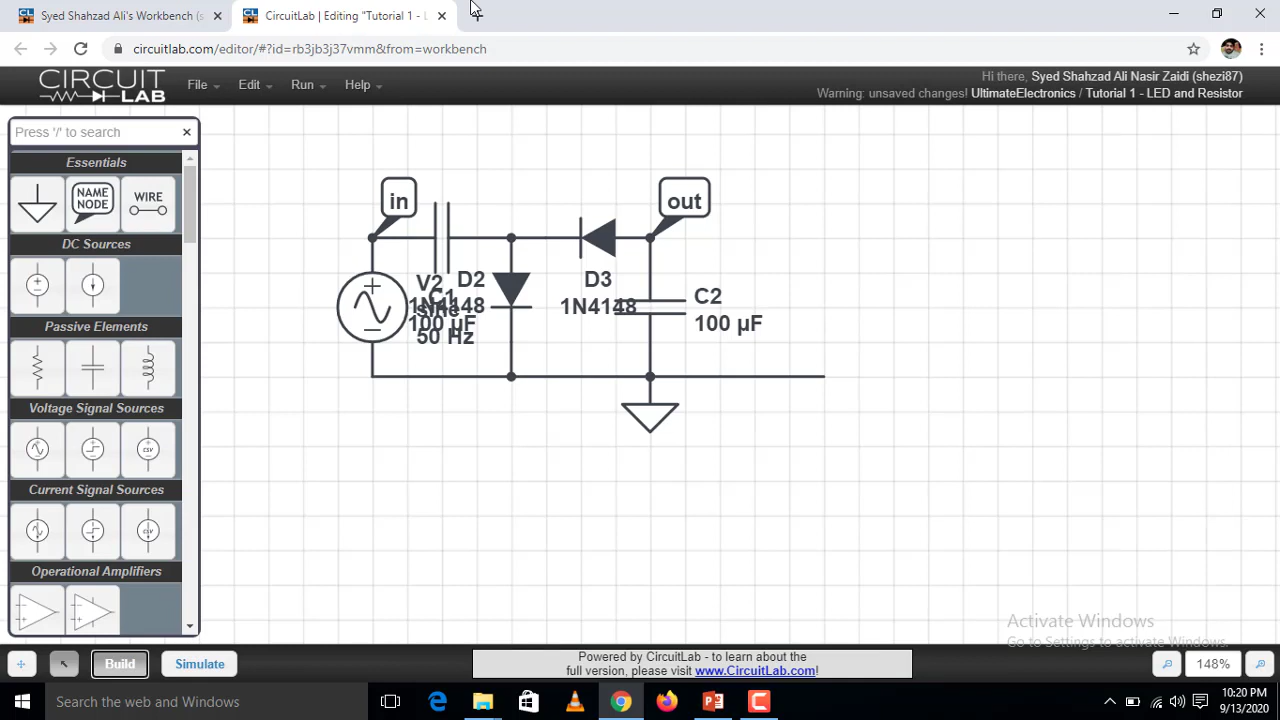 Syed Shahzad Ali's Workbench (s
CircuitLab | Editing "Tutorial 1 - L
circuitlab.com/editor/#?id=rb3jb3j37vmm&from=workbench
CIRCUIT
LAB
File
Edit
Run
Help
Hi there, Syed Shahzad Ali Nasir Zaidi (shezi87)
Warning: unsaved changes! UltimateElectronics / Tutorial 1 - LED and Resistor
Press '/' to search
Essentials
NAME
NODE
WIRE
DC Sources
Passive Elements
Voltage Signal Sources
CSV
Current Signal Sources
CSV
Operational Amplifiers
in
out
V2
sine
50 Hz
C1
100 µF
D2
1N4148
D3
1N4148
C2
100 µF
Activate Windows
Go to Settings to activate Windows.
Build
Simulate
Powered by CircuitLab - to learn about the
full version, please visit www.CircuitLab.com!
148%
Search the web and Windows
10:20 PM
9/13/2020